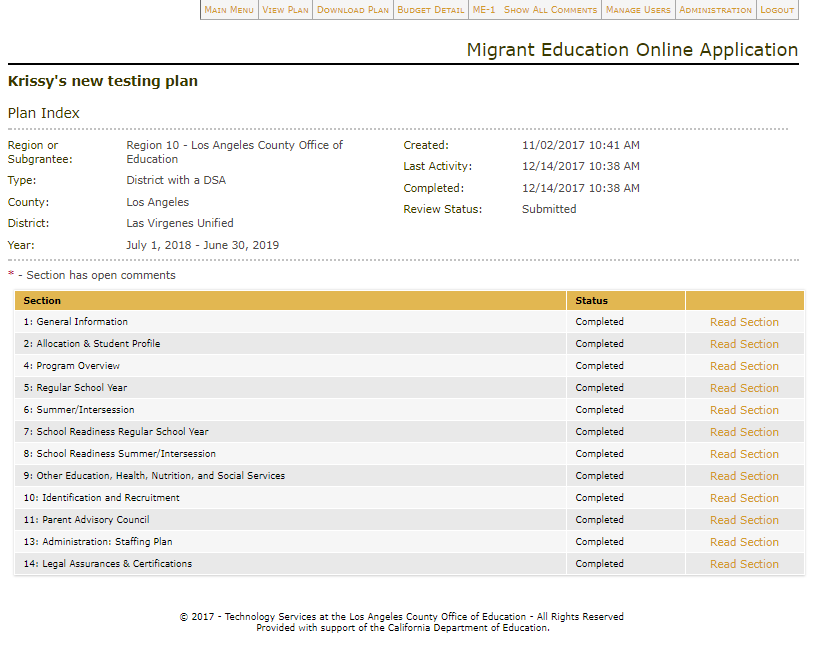 Main Menu View Plan Download Plan Budget Detail ME-1 Show All Comments Manage Users Administration Logout
Migrant Education Online Application
Krissy's new testing plan
Plan Index
Region or Subgrantee: Region 10 - Los Angeles County Office of Education
Type: District with a DSA
County: Los Angeles
District: Las Virgenes Unified
Year: July 1, 2018 - June 30, 2019
Created: 11/02/2017 10:41 AM
Last Activity: 12/14/2017 10:38 AM
Completed: 12/14/2017 10:38 AM
Review Status: Submitted
* - Section has open comments
Section Status
1: General Information Completed Read Section
2: Allocation & Student Profile Completed Read Section
4: Program Overview Completed Read Section
5: Regular School Year Completed Read Section
6: Summer/Intersession Completed Read Section
7: School Readiness Regular School Year Completed Read Section
8: School Readiness Summer/Intersession Completed Read Section
9: Other Education, Health, Nutrition, and Social Services Completed Read Section
10: Identification and Recruitment Completed Read Section
11: Parent Advisory Council Completed Read Section
13: Administration: Staffing Plan Completed Read Section
14: Legal Assurances & Certifications Completed Read Section
© 2017 - Technology Services at the Los Angeles County Office of Education - All Rights Reserved
Provided with support of the California Department of Education.